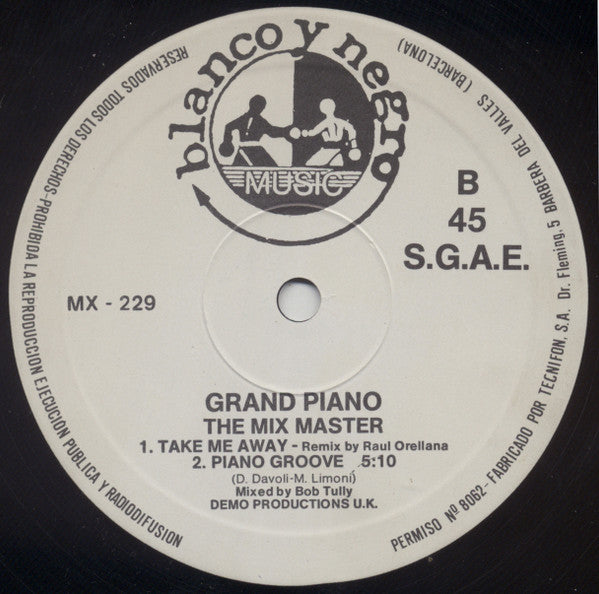 blanco y negro
MUSIC
B
45
S.G.A.E.
MX - 229
GRAND PIANO
THE MIX MASTER
1. TAKE ME AWAY - Remix by Raul Orellana
2. PIANO GROOVE 5:10
(D. Davoli-M. Limoni)
Mixed by Bob Tully
DEMO PRODUCTIONS U.K.
RESERVADOS TODOS LOS DERECHOS-PROHIBIDA LA REPRODUCCION EJECUCION PUBLICA Y RADIODIFUSION
PERMISO Nº 8062-FABRICADO POR TECNIFON, S.A. Dr. Fleming, 5 BARBERA DEL VALLES (BARCELONA)